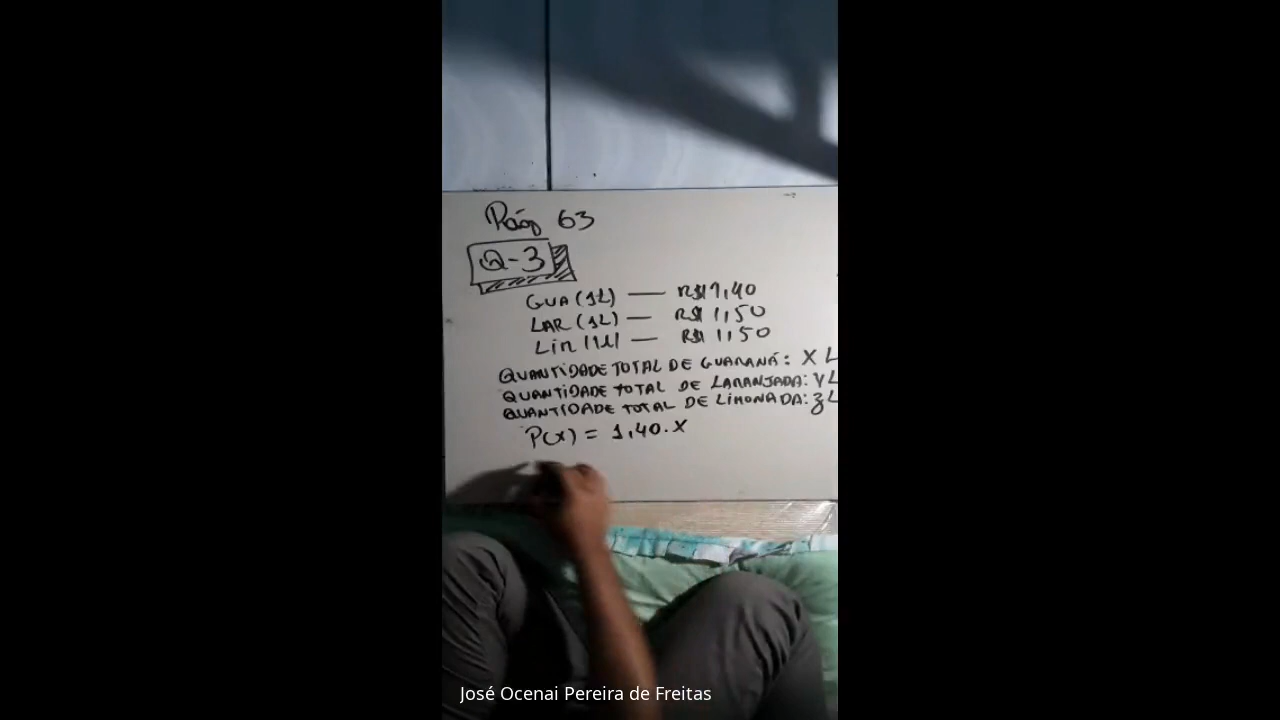 Pág 63
Q-3
GUA (1L) — R$ 1,40
LAR (1L) — R$ 1,50
LIM (1L) — R$ 1,50
QUANTIDADE TOTAL DE GUARANÁ: X L
QUANTIDADE TOTAL DE LARANJADA: Y L
QUANTIDADE TOTAL DE LIMONADA: z L
P(x) = 1,40.X
José Ocenai Pereira de Freitas